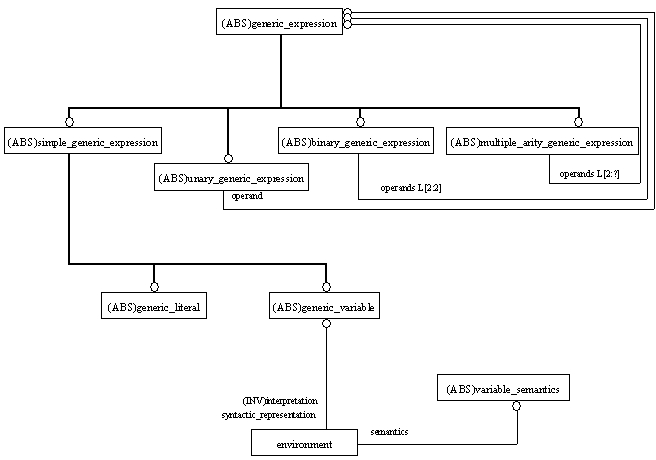 (ABS)generic_expression
(ABS)simple_generic_expression
(ABS)binary_generic_expression
(ABS)multiple_arity_generic_expression
(ABS)unary_generic_expression
operands L[2:?]
operands L[2:2]
operand
(ABS)generic_literal
(ABS)generic_variable
(ABS)variable_semantics
(INV)interpretation
syntactic_representation
semantics
environment